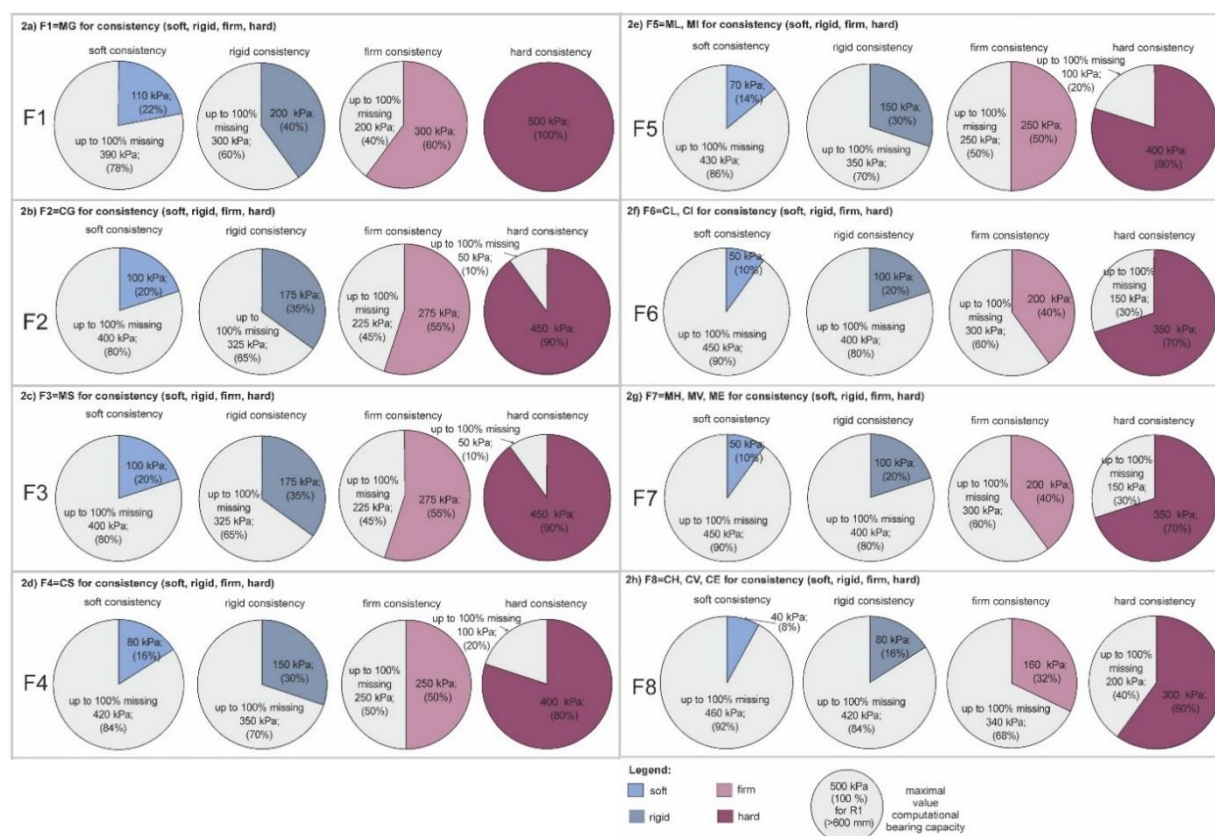 2a) F1=MG for consistency (soft, rigid, firm, hard)
soft consistency
rigid consistency
firm consistency
hard consistency
F1
110 kPa;
(22%)
up to 100% missing
390 kPa;
(78%)
up to 100%
missing
300 kPa;
(60%)
200 kPa;
(40%)
up to 100%
missing
200 kPa;
(40%)
300 kPa;
(60%)
500 kPa;
(100%)
2b) F2=CG for consistency (soft, rigid, firm, hard)
soft consistency
rigid consistency
firm consistency
hard consistency
F2
100 kPa;
(20%)
up to 100% missing
400 kPa;
(80%)
175 kPa;
(35%)
up to
100% missing
325 kPa;
(65%)
up to 100%
missing
225 kPa;
(45%)
275 kPa;
(55%)
up to 100% missing
50 kPa;
(10%)
450 kPa;
(90%)
2c) F3=MS for consistency (soft, rigid, firm, hard)
soft consistency
rigid consistency
firm consistency
hard consistency
F3
100 kPa;
(20%)
up to 100% missing
400 kPa;
(80%)
175 kPa;
(35%)
up to 100%
missing
325 kPa;
(65%)
up to 100%
missing
225 kPa;
(45%)
275 kPa;
(55%)
up to 100% missing
50 kPa;
(10%)
450 kPa;
(90%)
2d) F4=CS for consistency (soft, rigid, firm, hard)
soft consistency
rigid consistency
firm consistency
hard consistency
F4
80 kPa;
(16%)
up to 100% missing
420 kPa;
(84%)
150 kPa;
(30%)
up to 100% missing
350 kPa;
(70%)
up to 100%
missing
250 kPa;
(50%)
250 kPa;
(50%)
up to 100% missing
100 kPa;
(20%)
400 kPa;
(80%)
2e) F5=ML, MI for consistency (soft, rigid, firm, hard)
soft consistency
rigid consistency
firm consistency
hard consistency
F5
70 kPa;
(14%)
up to 100% missing
430 kPa;
(86%)
150 kPa;
(30%)
up to 100% missing
350 kPa;
(70%)
up to 100%
missing
250 kPa;
(50%)
250 kPa;
(50%)
up to 100% missing
100 kPa;
(20%)
400 kPa;
(80%)
2f) F6=CL, CI for consistency (soft, rigid, firm, hard)
soft consistency
rigid consistency
firm consistency
hard consistency
F6
50 kPa;
(10%)
up to 100% missing
450 kPa;
(90%)
100 kPa;
(20%)
up to 100% missing
400 kPa;
(80%)
200 kPa;
(40%)
up to 100%
missing
300 kPa;
(60%)
up to 100%
missing
150 kPa;
(30%)
350 kPa;
(70%)
2g) F7=MH, MV, ME for consistency (soft, rigid, firm, hard)
soft consistency
rigid consistency
firm consistency
hard consistency
F7
50 kPa;
(10%)
up to 100% missing
450 kPa;
(90%)
100 kPa;
(20%)
up to 100% missing
400 kPa;
(80%)
200 kPa;
(40%)
up to 100%
missing
300 kPa;
(60%)
up to 100%
missing
150 kPa;
(30%)
350 kPa;
(70%)
2h) F8=CH, CV, CE for consistency (soft, rigid, firm, hard)
soft consistency
rigid consistency
firm consistency
hard consistency
F8
40 kPa;
(8%)
up to 100% missing
460 kPa;
(92%)
80 kPa;
(16%)
up to 100% missing
420 kPa;
(84%)
160 kPa;
(32%)
up to 100% missing
340 kPa;
(68%)
up to 100%
missing
200 kPa;
(40%)
300 kPa;
(60%)
Legend:
soft
firm
rigid
hard
500 kPa
(100 %)
for R1
(>600 mm)
maximal
value
computational
bearing capacity